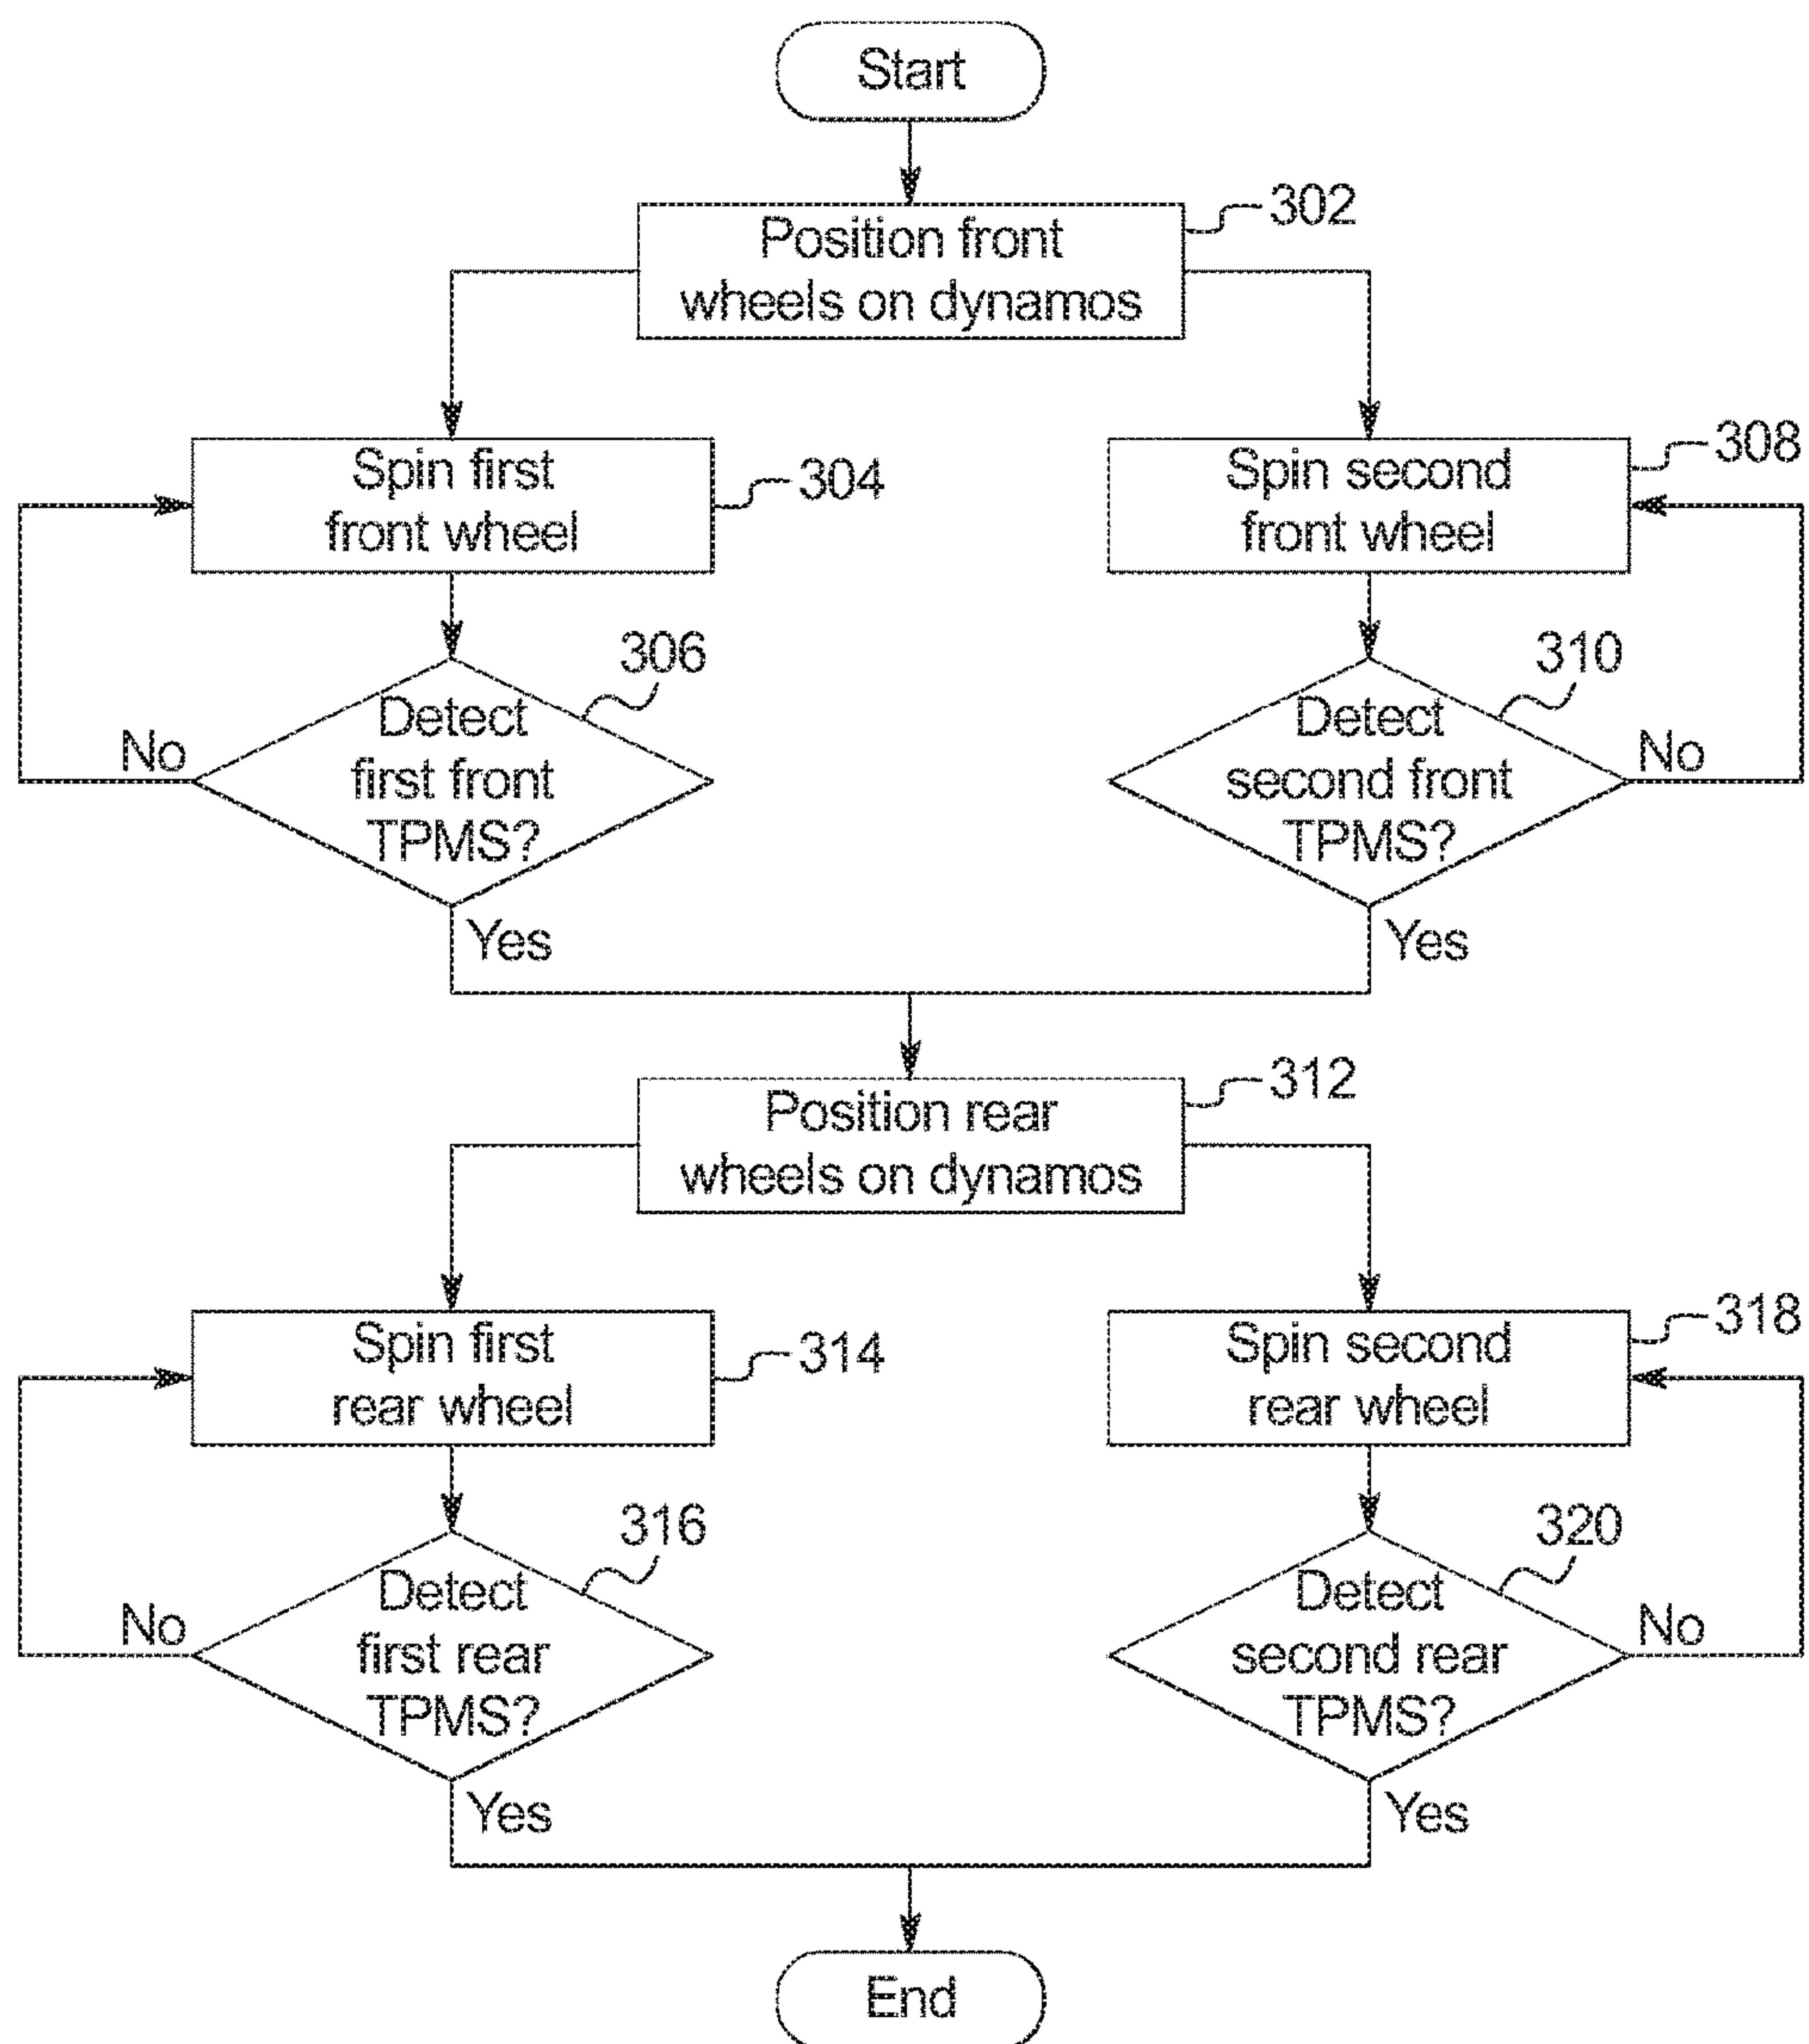 Start
302
Position front
wheels on dynamos
304
Spin first
front wheel
308
Spin second
front wheel
306
Detect
first front
TPMS?
No
Yes
310
Detect
second front
TPMS?
No
Yes
312
Position rear
wheels on dynamos
314
Spin first
rear wheel
318
Spin second
rear wheel
316
Detect
first rear
TPMS?
No
Yes
320
Detect
second rear
TPMS?
No
Yes
End